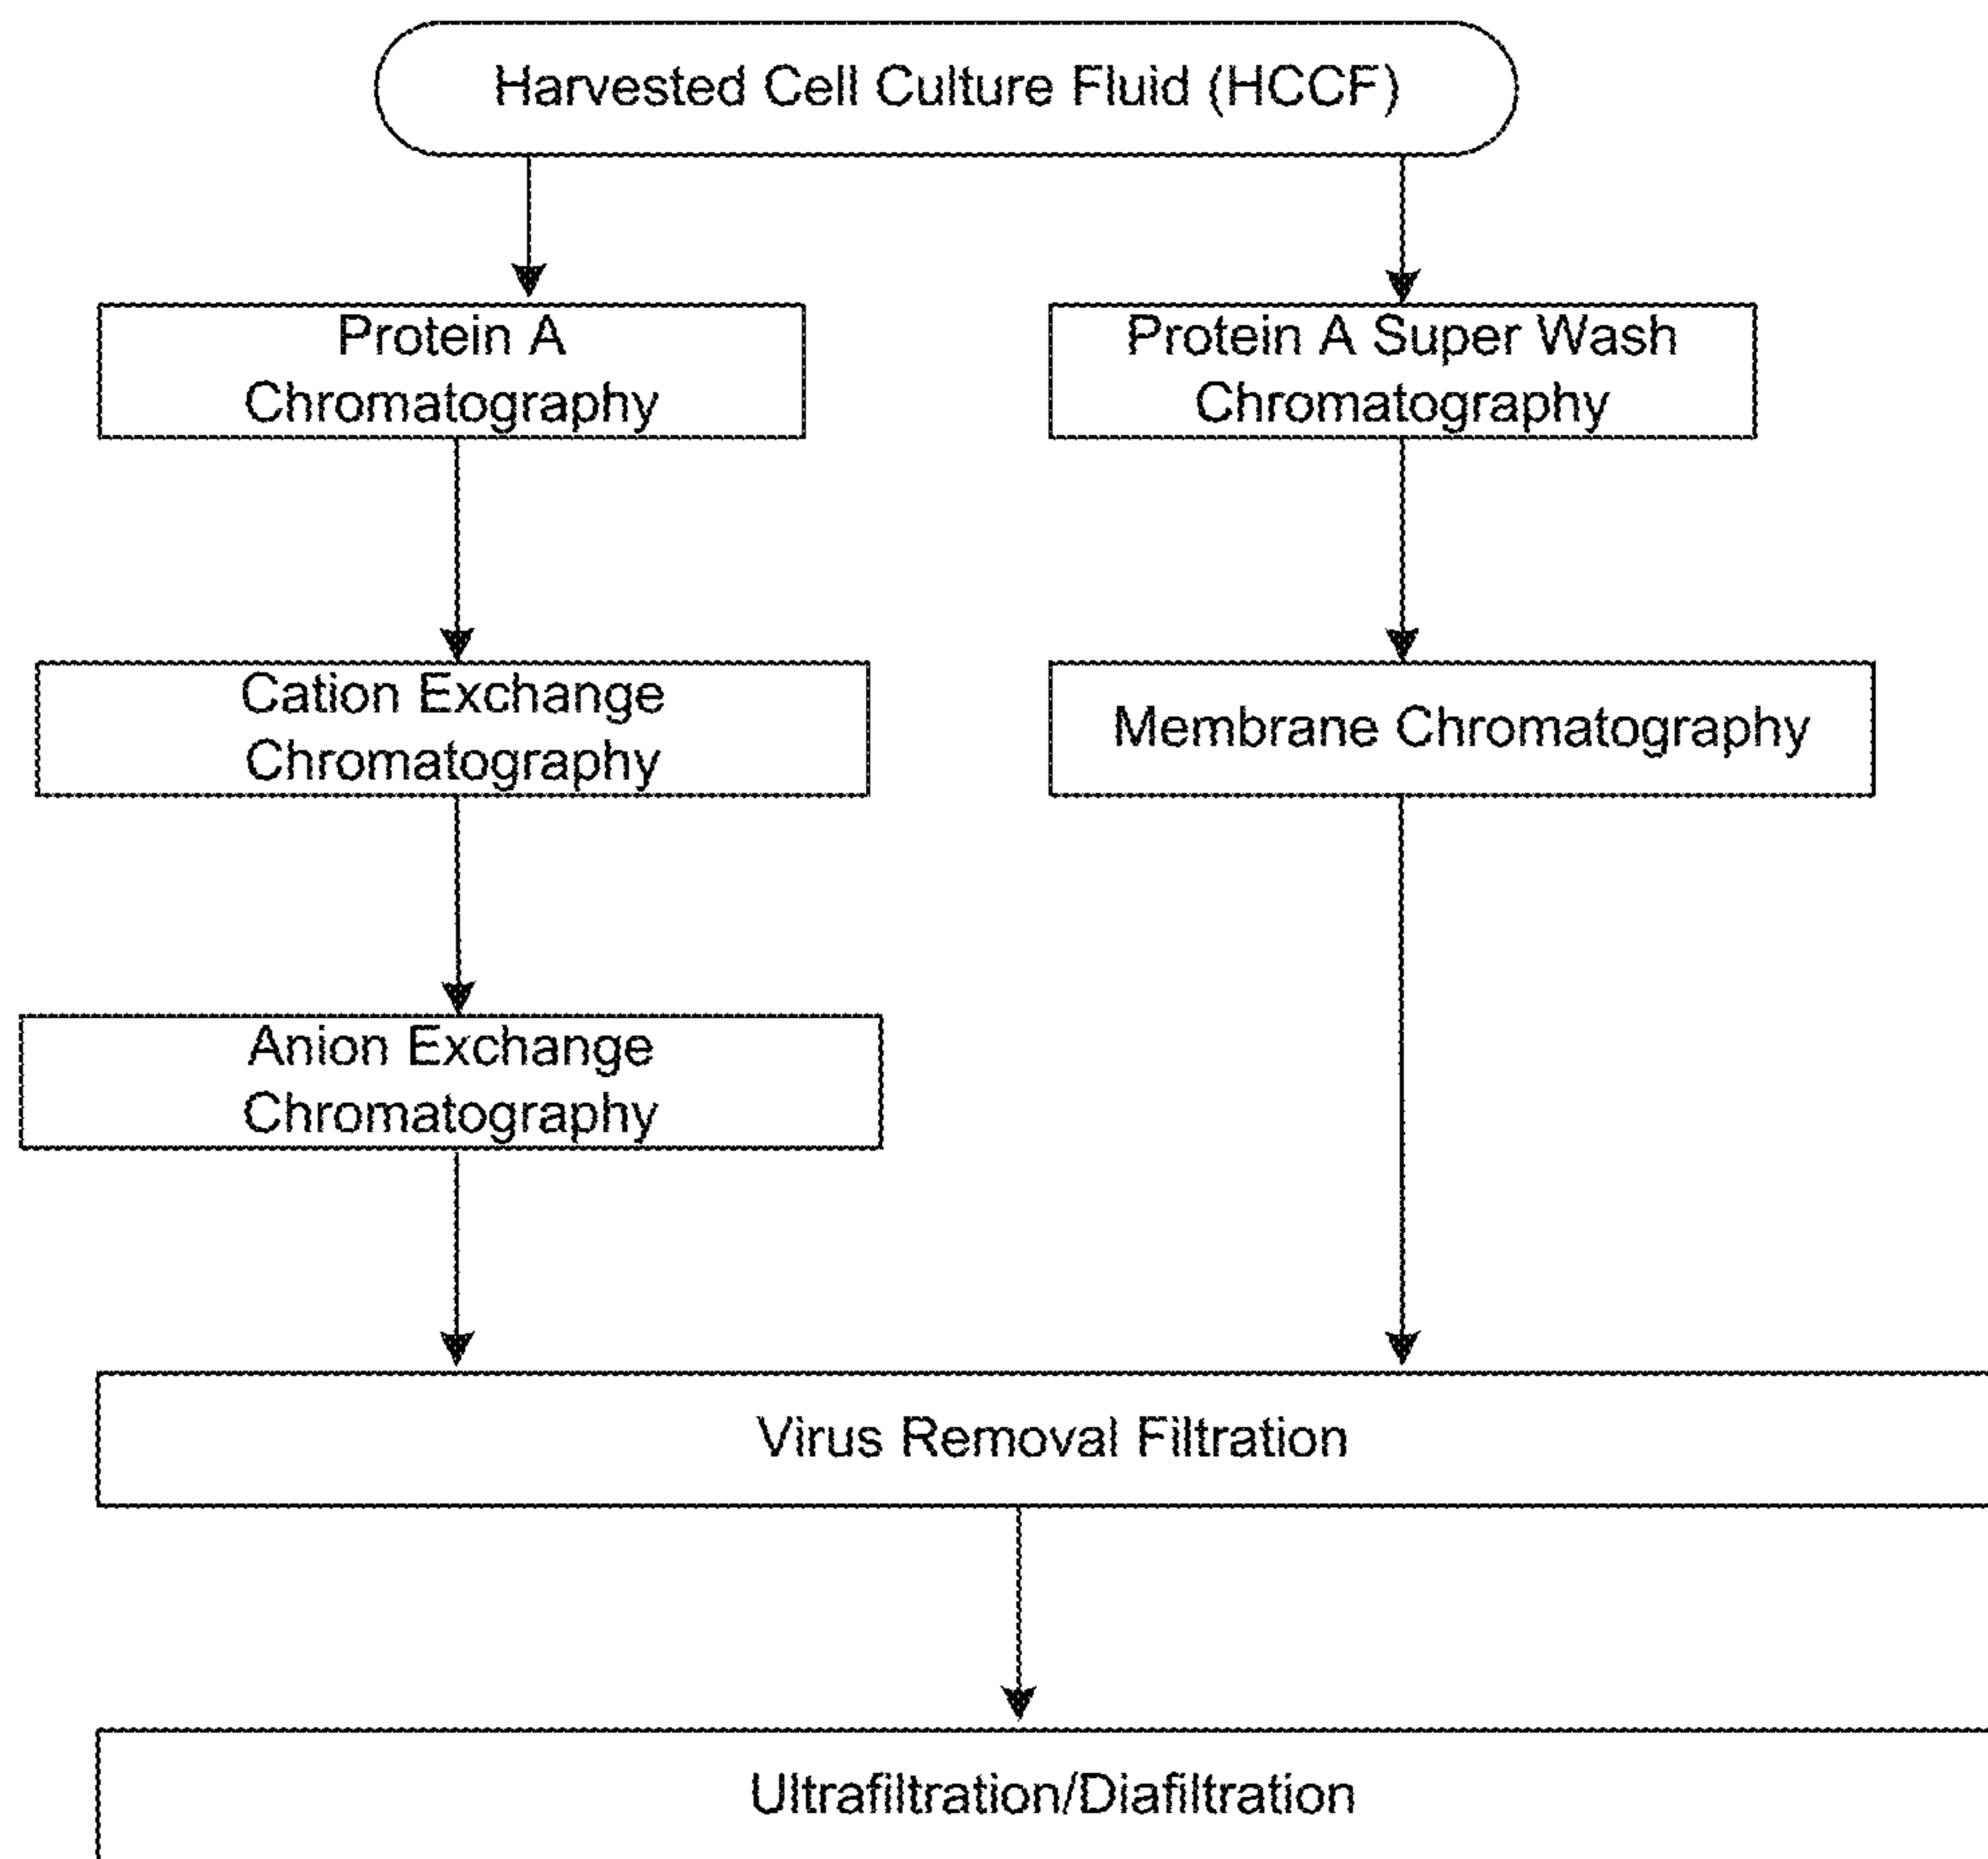 Harvested Cell Culture Fluid (HCCF)
Protein A
Chromatography
Protein A Super Wash
Chromatography
Cation Exchange
Chromatography
Membrane Chromatography
Anion Exchange
Chromatography
Virus Removal Filtration
Ultrafiltration/Diafiltration